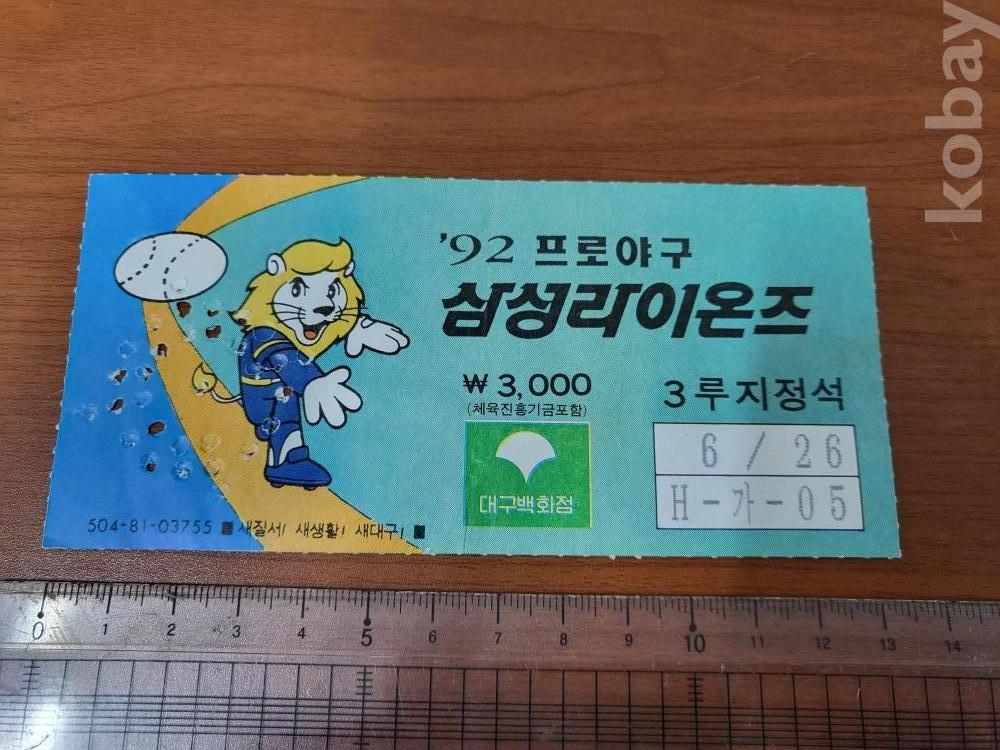 kobay
'92 프로야구
삼성라이온즈
₩3,000
(체육진흥기금포함)
3루지정석
6 / 26
H-가-05
대구백화점
504-81-03755 ■ 새질서! 새생활! 새대구! ■
0 1 2 3 4 5 6 7 8 9 10 11 12 13 14